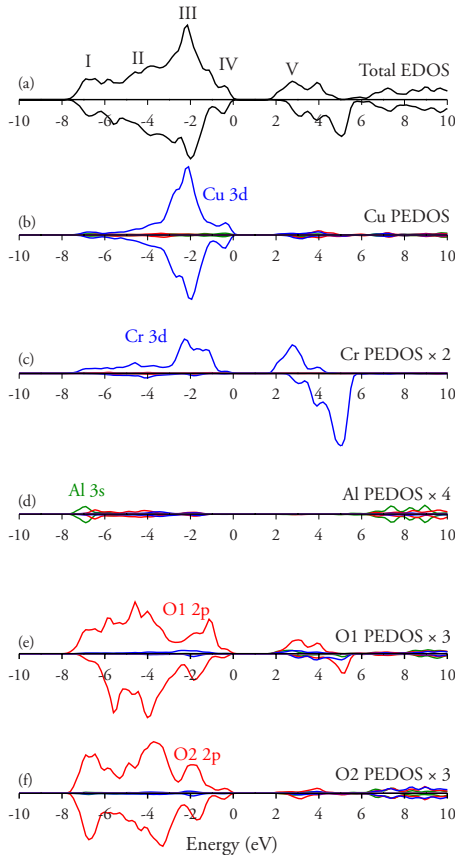 III
I
II
IV
V
(a)
Total EDOS
-10 -8 -6 -4 -2 0 2 4 6 8 10
Cu 3d
(b)
Cu PEDOS
-10 -8 -6 -4 -2 0 2 4 6 8 10
Cr 3d
(c)
Cr PEDOS × 2
-10 -8 -6 -4 -2 0 2 4 6 8 10
Al 3s
(d)
Al PEDOS × 4
-10 -8 -6 -4 -2 0 2 4 6 8 10
O1 2p
(e)
O1 PEDOS × 3
-10 -8 -6 -4 -2 0 2 4 6 8 10
O2 2p
(f)
O2 PEDOS × 3
-10 -8 -6 -4 -2 0 2 4 6 8 10
Energy (eV)